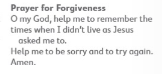 Prayer for Forgiveness
O my God, help me to remember the
times when I didn't live as Jesus
asked me to.
Help me to be sorry and to try again.
Amen.